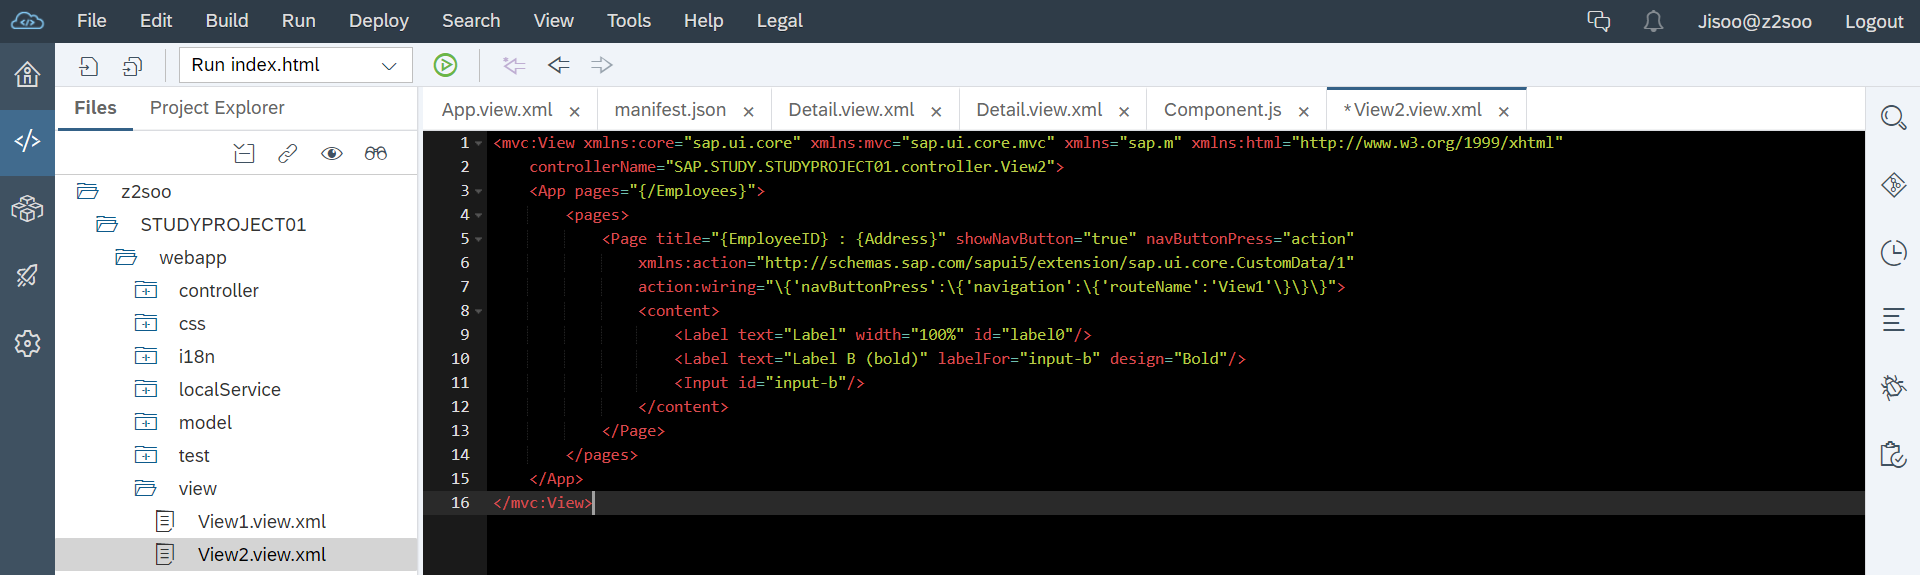 File Edit Build Run Deploy Search View Tools Help Legal Jisoo@z2soo Logout
Run index.html
Files Project Explorer
z2soo
STUDYPROJECT01
webapp
controller
css
i18n
localService
model
test
view
View1.view.xml
View2.view.xml
App.view.xml × manifest.json × Detail.view.xml × Detail.view.xml × Component.js × *View2.view.xml ×
1 <mvc:View xmlns:core="sap.ui.core" xmlns:mvc="sap.ui.core.mvc" xmlns="sap.m" xmlns:html="http://www.w3.org/1999/xhtml"
2 controllerName="SAP.STUDY.STUDYPROJECT01.controller.View2">
3 <App pages="{/Employees}">
4 <pages>
5 <Page title="{EmployeeID} : {Address}" showNavButton="true" navButtonPress="action"
6 xmlns:action="http://schemas.sap.com/sapui5/extension/sap.ui.core.CustomData/1"
7 action:wiring="\{'navButtonPress':\{'navigation':\{'routeName':'View1'\}\}\}">
8 <content>
9 <Label text="Label" width="100%" id="label0"/>
10 <Label text="Label B (bold)" labelFor="input-b" design="Bold"/>
11 <Input id="input-b"/>
12 </content>
13 </Page>
14 </pages>
15 </App>
16 </mvc:View>